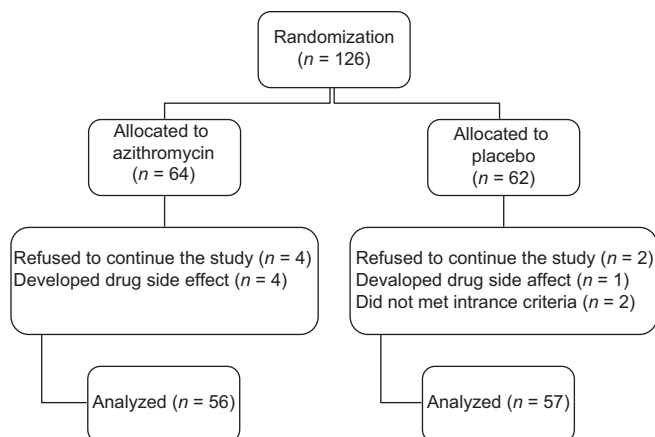 Randomization
(n = 126)
Allocated to
azithromycin
(n = 64)
Allocated to
placebo
(n = 62)
Refused to continue the study (n = 4)
Developed drug side effect (n = 4)
Refused to continue the study (n = 2)
Devaloped drug side affect (n = 1)
Did not met intrance criteria (n = 2)
Analyzed (n = 56)
Analyzed (n = 57)